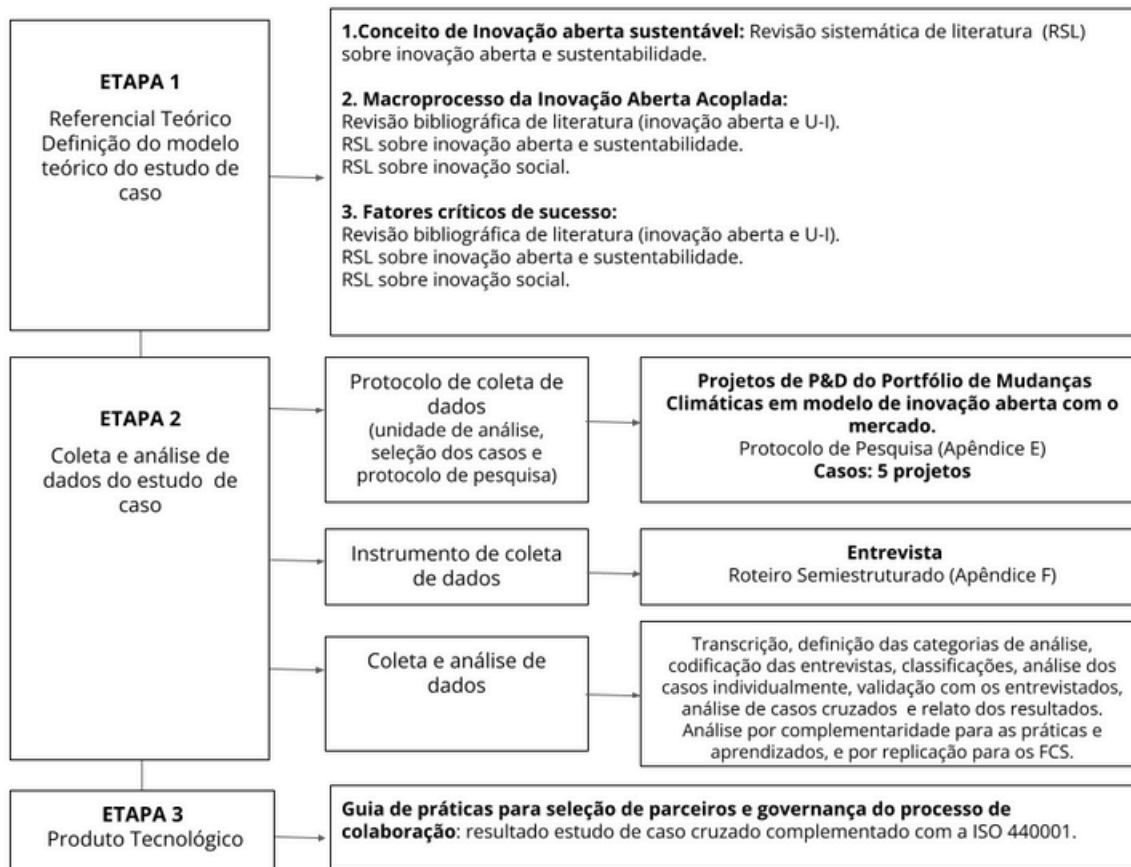 ETAPA 1
Referencial Teórico
Definição do modelo
teórico do estudo de
caso
1.Conceito de Inovação aberta sustentável: Revisão sistemática de literatura (RSL)
sobre inovação aberta e sustentabilidade.
2. Macroprocesso da Inovação Aberta Acoplada:
Revisão bibliográfica de literatura (inovação aberta e U-I).
RSL sobre inovação aberta e sustentabilidade.
RSL sobre inovação social.
3. Fatores críticos de sucesso:
Revisão bibliográfica de literatura (inovação aberta e U-I).
RSL sobre inovação aberta e sustentabilidade.
RSL sobre inovação social.
ETAPA 2
Coleta e análise de
dados do estudo de
caso
Protocolo de coleta de
dados
(unidade de análise,
seleção dos casos e
protocolo de pesquisa)
Projetos de P&D do Portfólio de Mudanças
Climáticas em modelo de inovação aberta com o
mercado.
Protocolo de Pesquisa (Apêndice E)
Casos: 5 projetos
Instrumento de coleta
de dados
Entrevista
Roteiro Semiestruturado (Apêndice F)
Coleta e análise de
dados
Transcrição, definição das categorias de análise,
codificação das entrevistas, classificações, análise dos
casos individualmente, validação com os entrevistados,
análise de casos cruzados e relato dos resultados.
Análise por complementaridade para as práticas e
aprendizados, e por replicação para os FCS.
ETAPA 3
Produto Tecnológico
Guia de práticas para seleção de parceiros e governança do processo de
colaboração: resultado estudo de caso cruzado complementado com a ISO 440001.